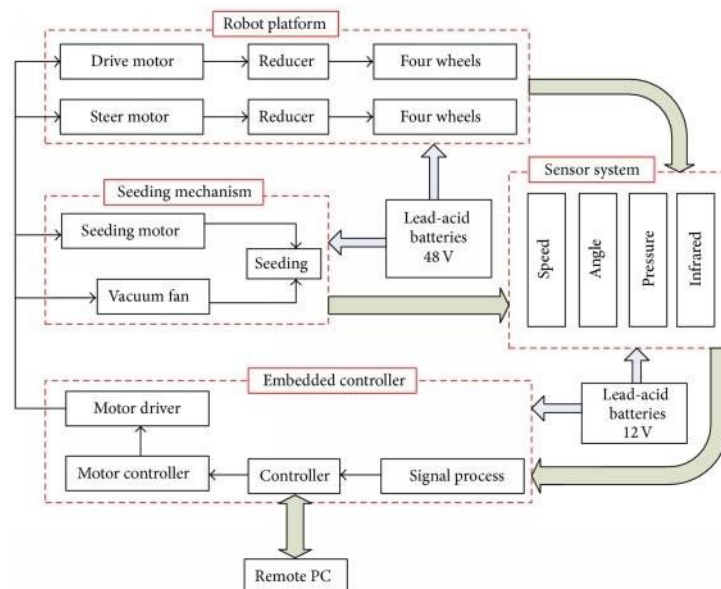 Robot platform
Drive motor
Reducer
Four wheels
Steer motor
Reducer
Four wheels
Seeding mechanism
Seeding motor
Seeding
Vacuum fan
Lead-acid
batteries
48 V
Sensor system
Speed
Angle
Pressure
Infrared
Embedded controller
Motor driver
Motor controller
Controller
Signal process
Lead-acid
batteries
12 V
Remote PC